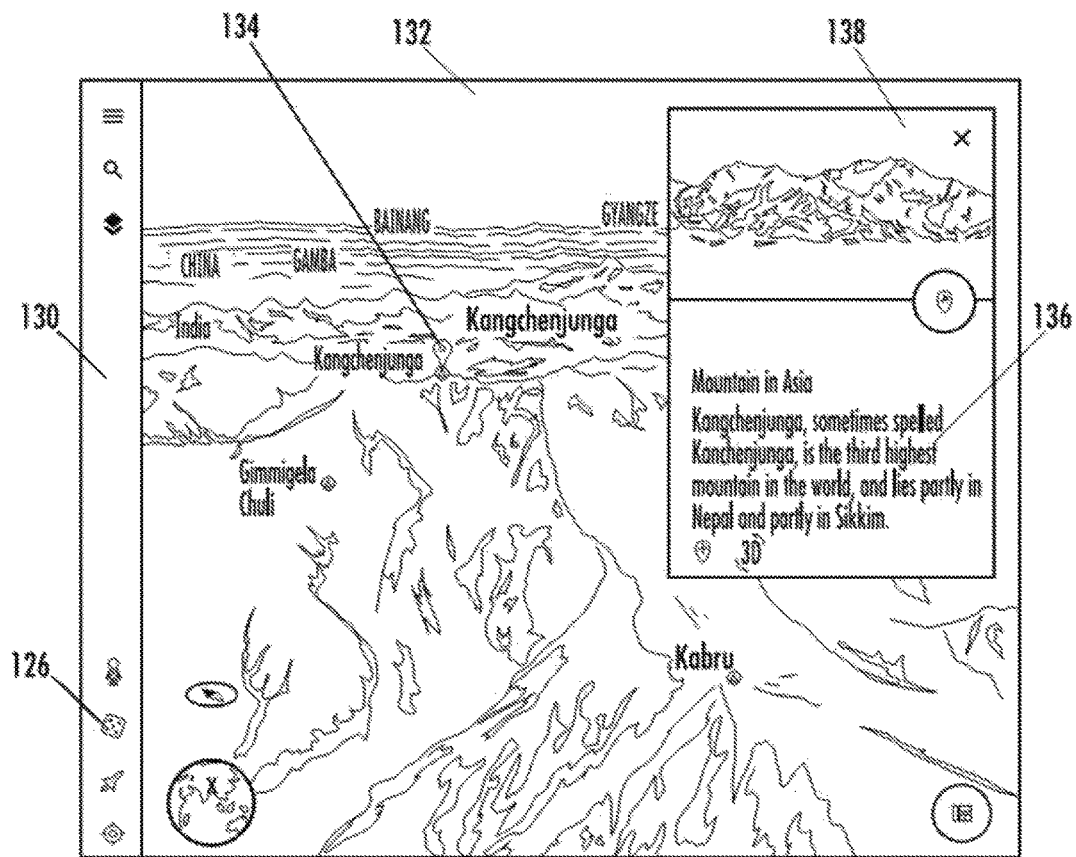 134
132
138
BAINANG
GYANGZE
CHINA
GAMBA
130
India
Kangchenjunga
Kangchenjunga
136
Mountain in Asia
Kangchenjunga, sometimes spelled
Kanchenjunga, is the third highest
mountain in the world, and lies partly in
Nepal and partly in Sikkim.
3D
Gimmigela
Chuli
126
Kabru